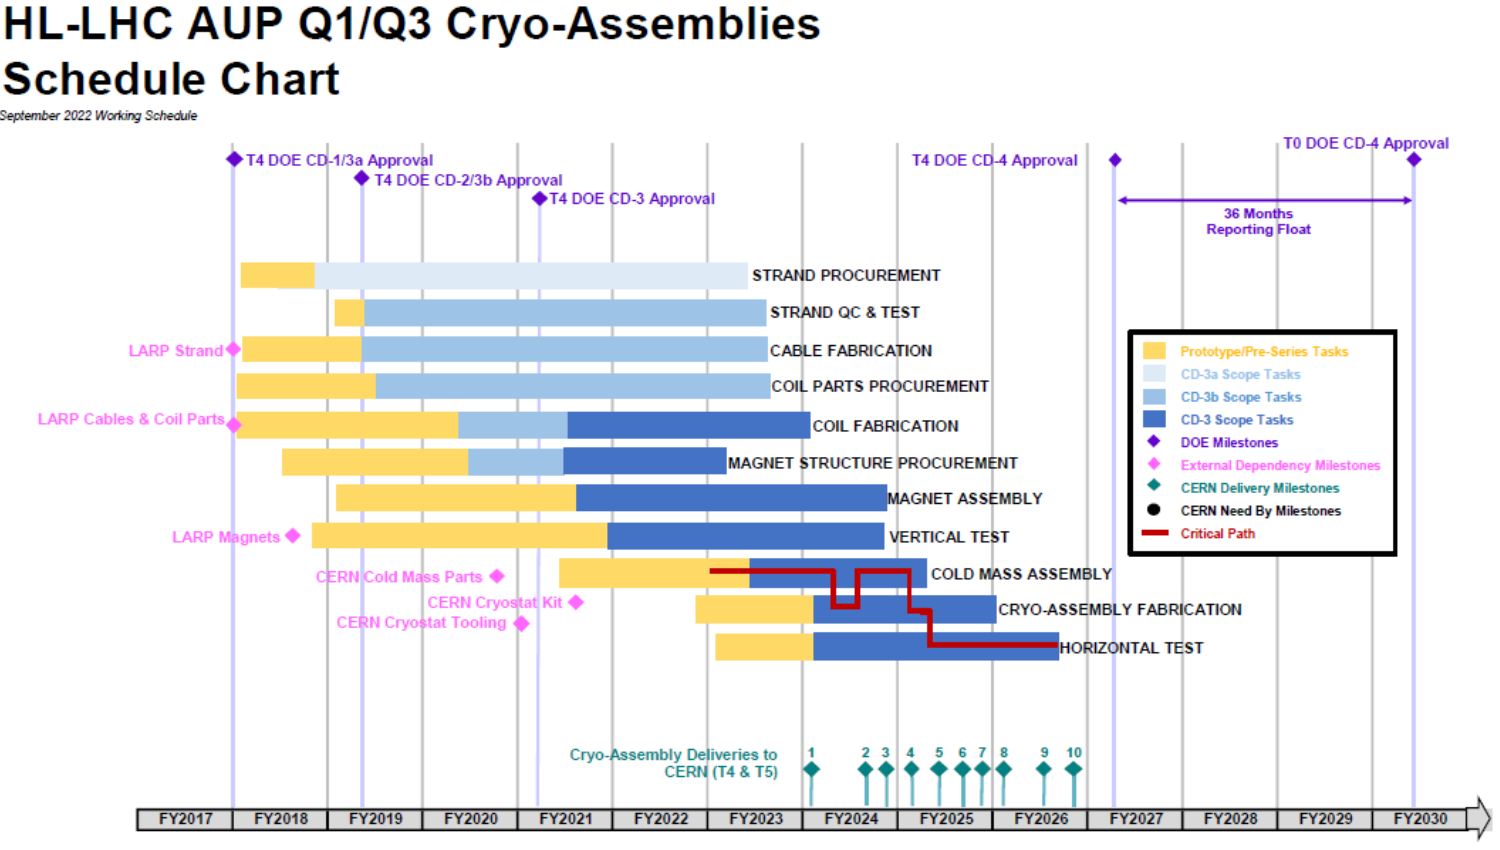 HL-LHC AUP Q1/Q3 Cryo-Assemblies
Schedule Chart
September 2022 Working Schedule
T0 DOE CD-4 Approval
T4 DOE CD-1/3a Approval
T4 DOE CD-4 Approval
T4 DOE CD-2/3b Approval
T4 DOE CD-3 Approval
36 Months
Reporting Float
STRAND PROCUREMENT
STRAND QC & TEST
LARP Strand
CABLE FABRICATION
COIL PARTS PROCUREMENT
LARP Cables & Coil Parts
COIL FABRICATION
MAGNET STRUCTURE PROCUREMENT
MAGNET ASSEMBLY
LARP Magnets
VERTICAL TEST
CERN Cold Mass Parts
COLD MASS ASSEMBLY
CERN Cryostat Kit
CRYO-ASSEMBLY FABRICATION
CERN Cryostat Tooling
HORIZONTAL TEST
Prototype/Pre-Series Tasks
CD-3a Scope Tasks
CD-3b Scope Tasks
CD-3 Scope Tasks
DOE Milestones
External Dependency Milestones
CERN Delivery Milestones
CERN Need By Milestones
Critical Path
Cryo-Assembly Deliveries to
CERN (T4 & T5)
1 2 3 4 5 6 7 8 9 10
FY2017 FY2018 FY2019 FY2020 FY2021 FY2022 FY2023 FY2024 FY2025 FY2026 FY2027 FY2028 FY2029 FY2030